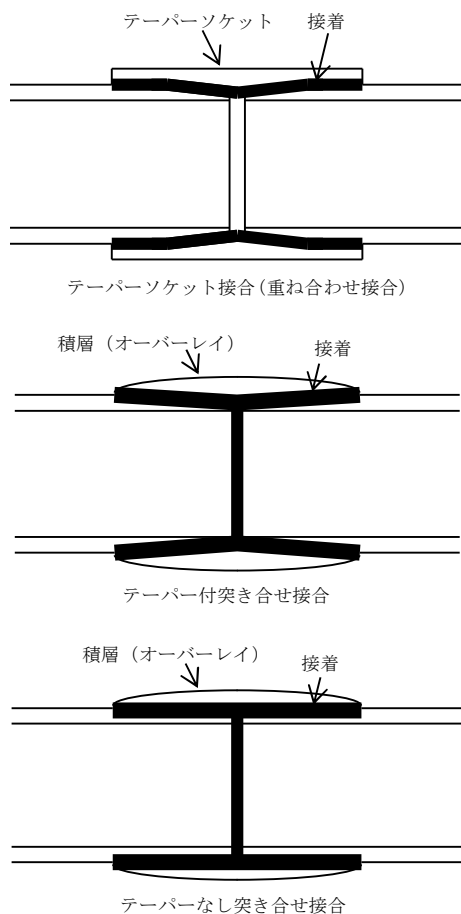 テーパーソケット 接着
テーパーソケット接合(重ね合わせ接合)
積層(オーバーレイ) 接着
テーパー付突き合せ接合
積層(オーバーレイ) 接着
テーパーなし突き合せ接合